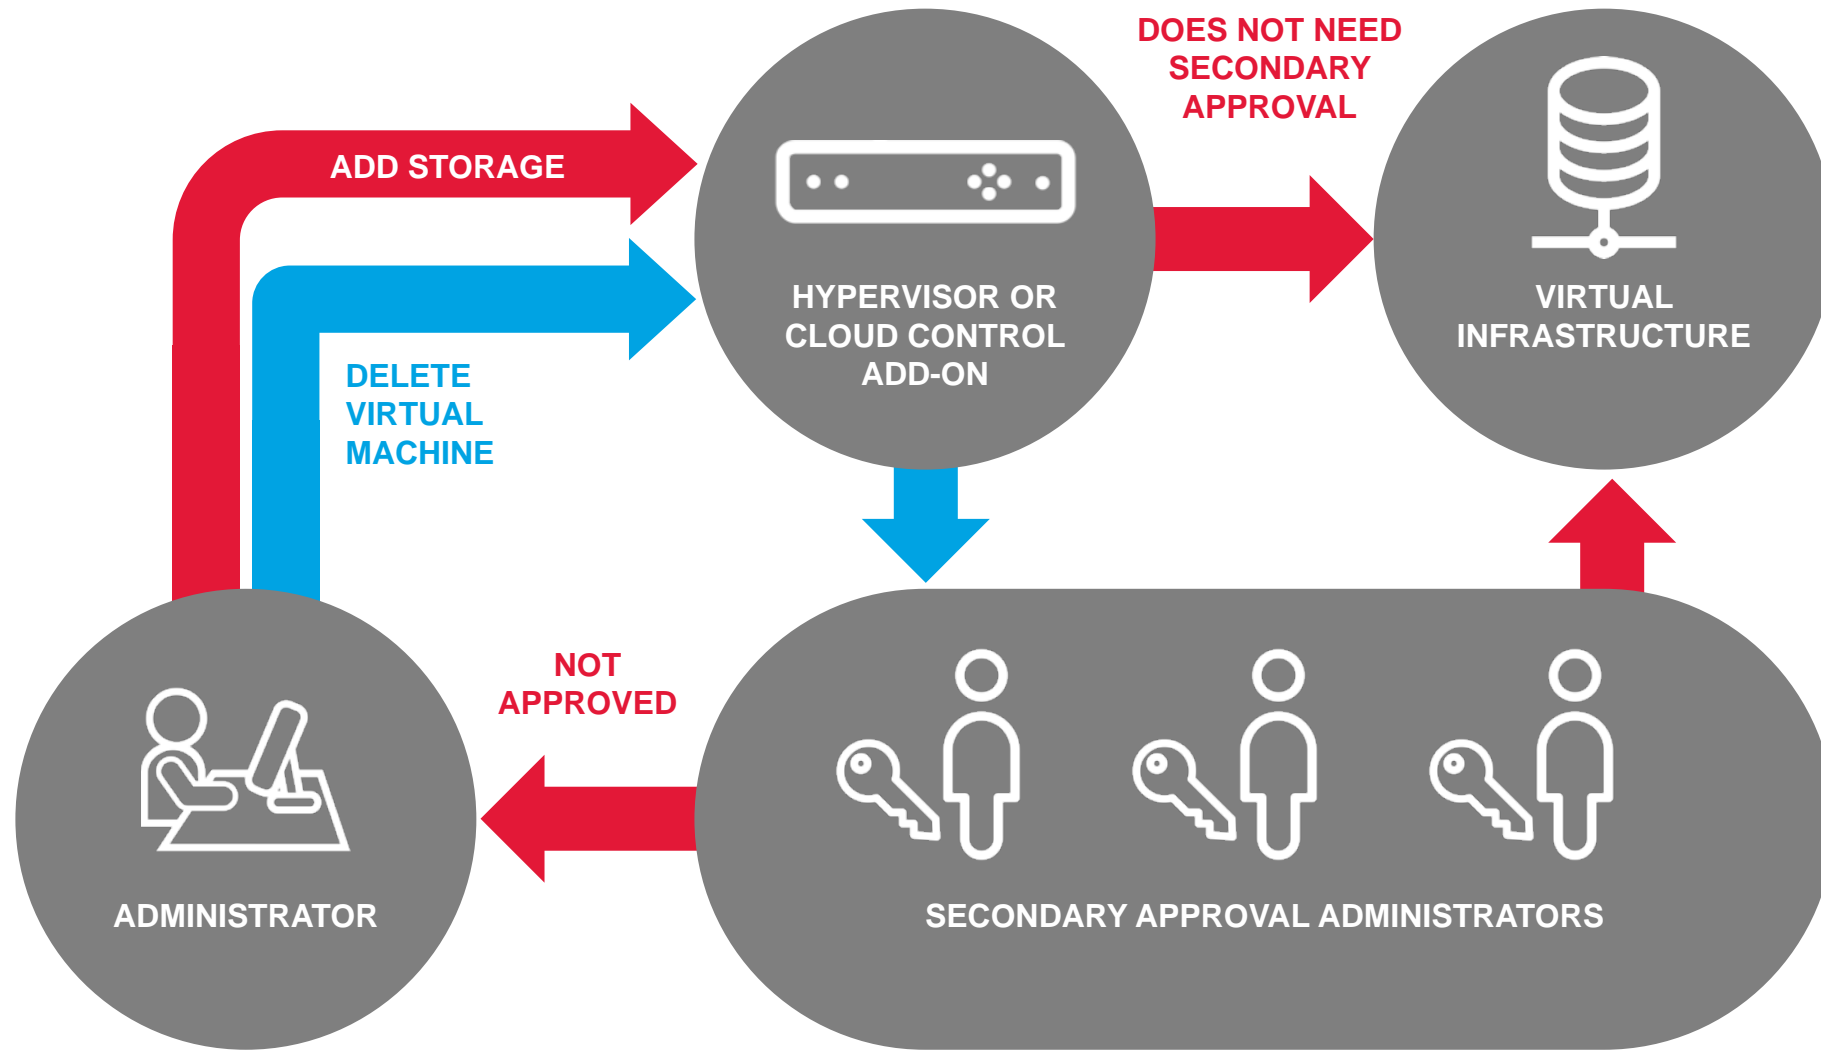 DOES NOT NEED
SECONDARY
APPROVAL
ADD STORAGE
HYPERVISOR OR
CLOUD CONTROL
ADD-ON
VIRTUAL
INFRASTRUCTURE
DELETE
VIRTUAL
MACHINE
NOT
APPROVED
ADMINISTRATOR
SECONDARY APPROVAL ADMINISTRATORS